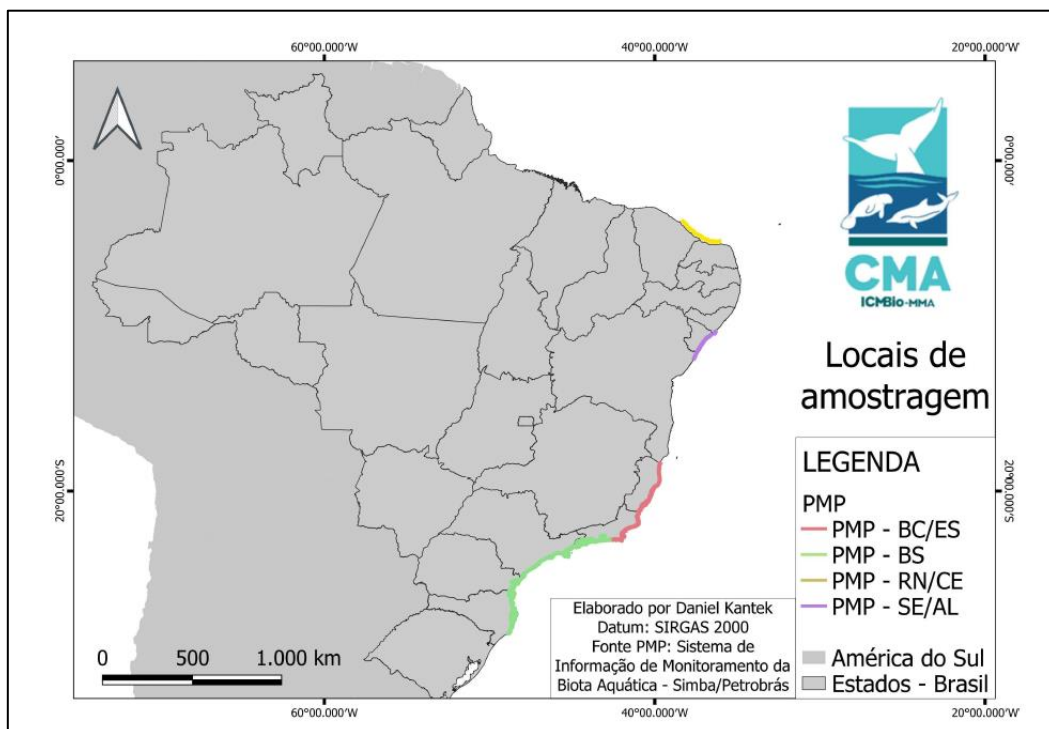 60°00.000'W 40°00.000'W 20°00.000'W
0°00.000'
0°00.000'
CMA
ICMBio-MMA
Locais de
amostragem
20°00.000'S
20°00.000'S
LEGENDA
PMP
PMP - BC/ES
PMP - BS
PMP - RN/CE
PMP - SE/AL
América do Sul
Estados - Brasil
Elaborado por Daniel Kantek
Datum: SIRGAS 2000
Fonte PMP: Sistema de
Informação de Monitoramento da
Biota Aquática - Simba/Petrobrás
0 500 1.000 km
60°00.000'W 40°00.000'W 20°00.000'W